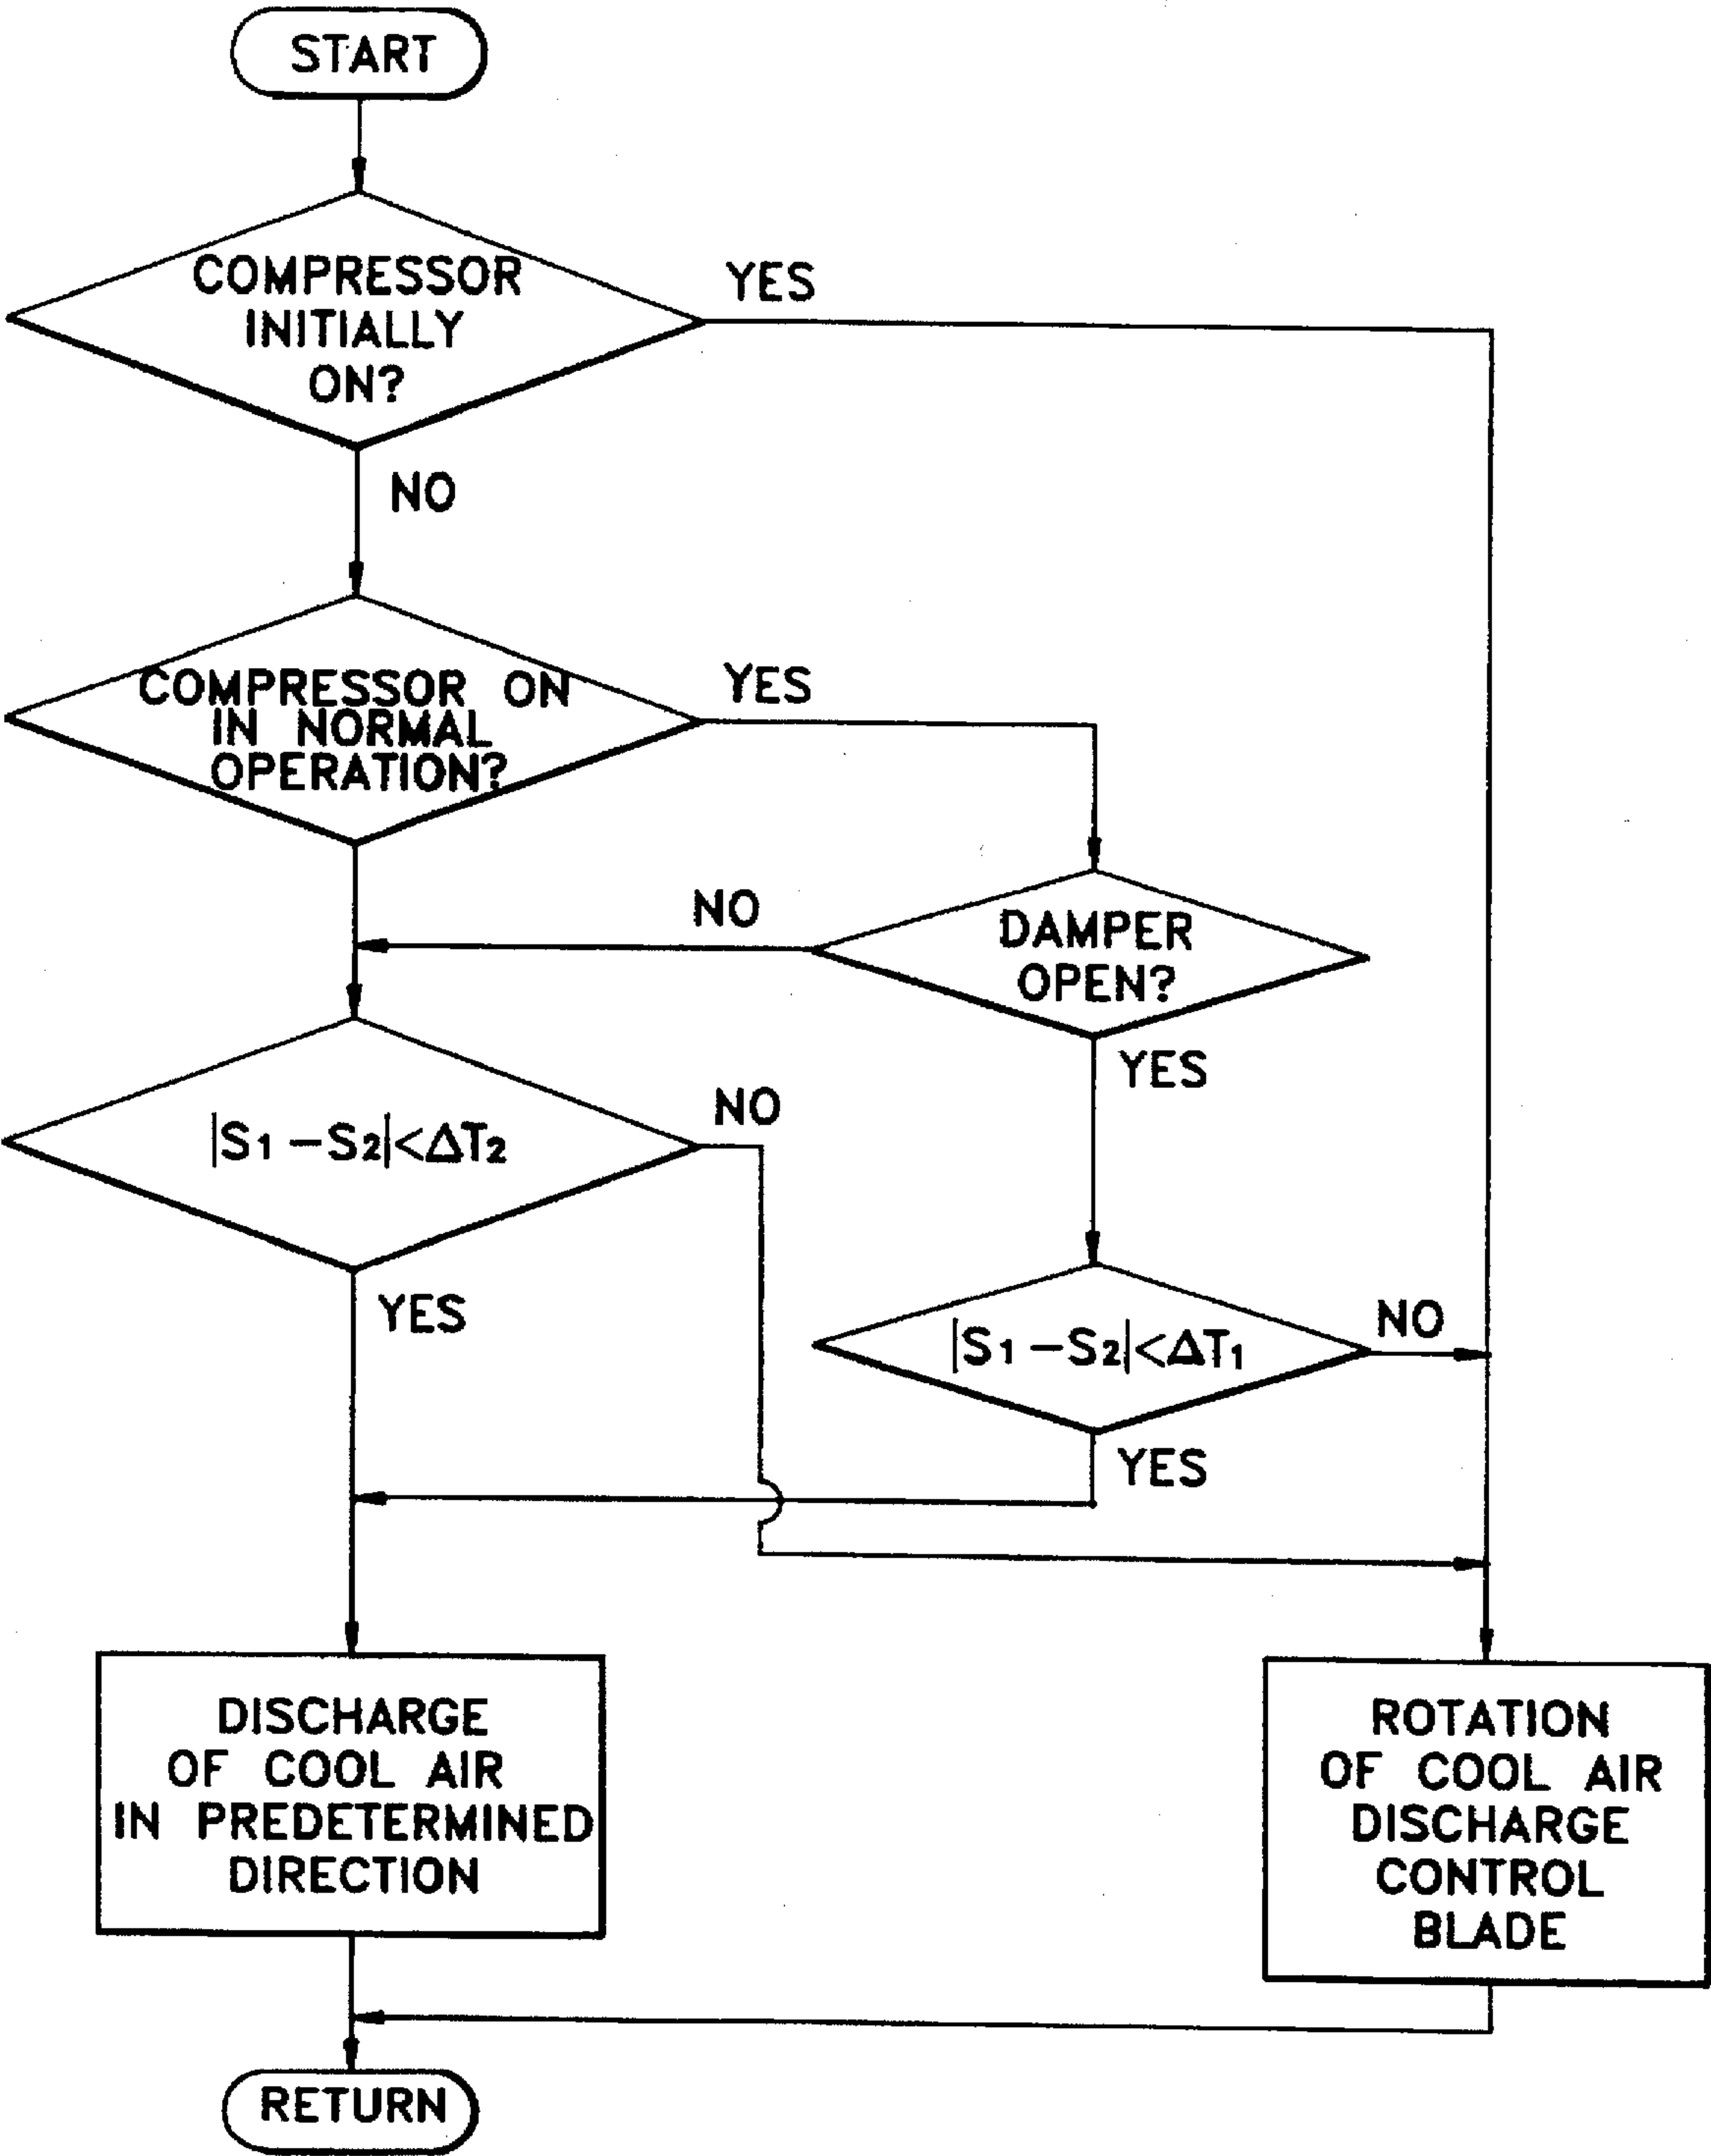 START
COMPRESSOR
INITIALLY
ON?
YES
NO
COMPRESSOR ON
IN NORMAL
OPERATION?
YES
NO
DAMPER
OPEN?
YES
|S1-S2|<ΔT2
NO
YES
|S1-S2|<ΔT1
NO
YES
DISCHARGE
OF COOL AIR
IN PREDETERMINED
DIRECTION
ROTATION
OF COOL AIR
DISCHARGE
CONTROL
BLADE
RETURN